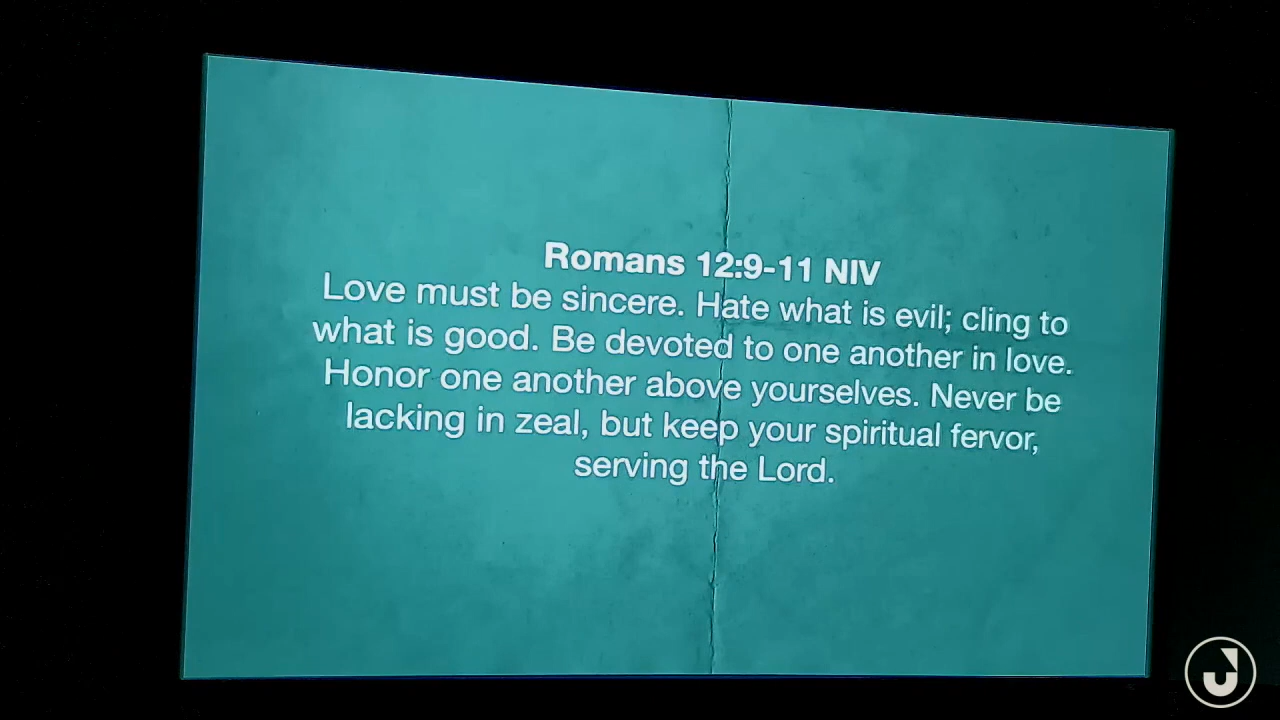 Romans 12:9-11 NIV
Love must be sincere. Hate what is evil; cling to
what is good. Be devoted to one another in love.
Honor one another above yourselves. Never be
lacking in zeal, but keep your spiritual fervor,
serving the Lord.